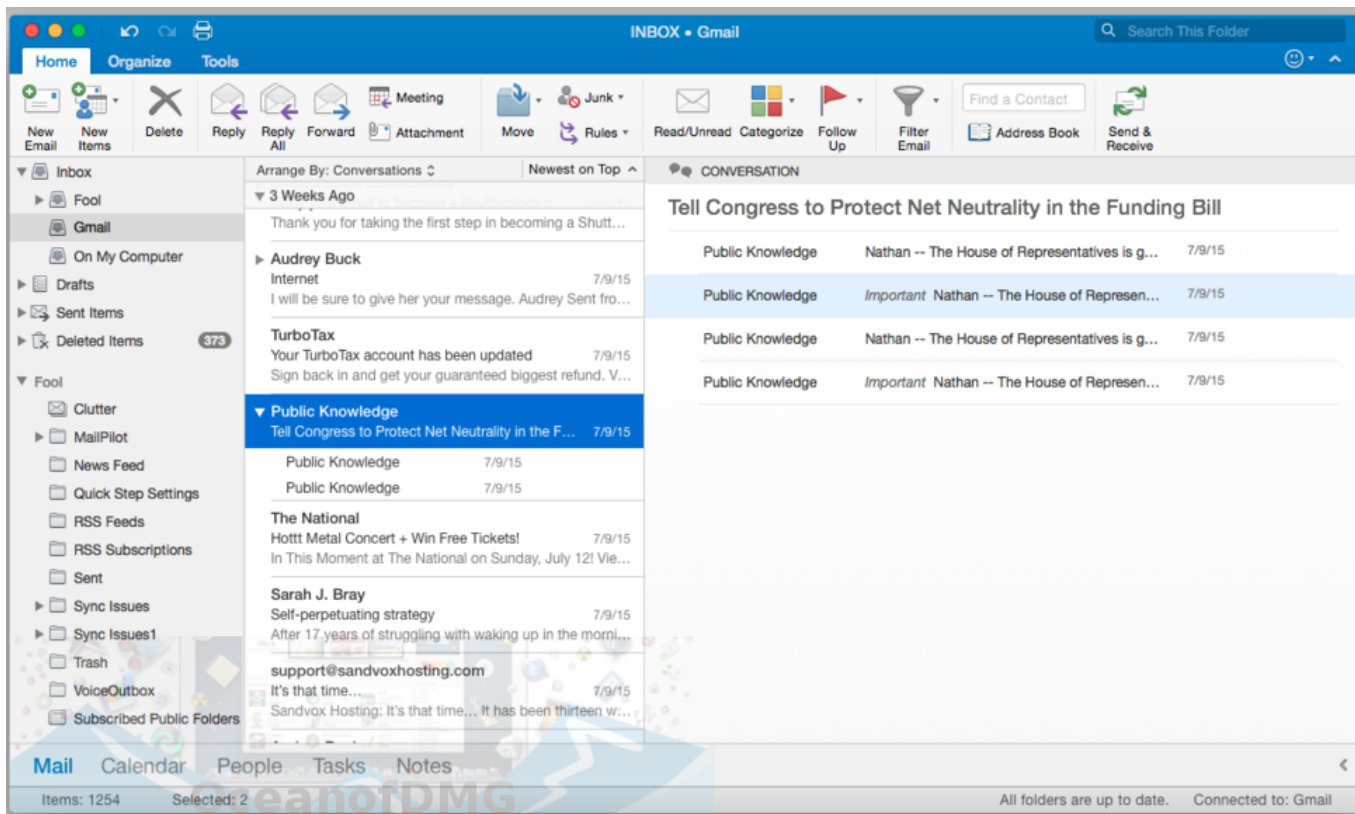 INBOX • Gmail
Search This Folder
Home Organize Tools
New Email
New Items
Delete
Reply
Reply All
Forward
Meeting
Attachment
Move
Junk
Rules
Read/Unread
Categorize
Follow Up
Filter Email
Find a Contact
Address Book
Send & Receive
Inbox
Fool
Gmail
On My Computer
Drafts
Sent Items
Deleted Items 373
Fool
Clutter
MailPilot
News Feed
Quick Step Settings
RSS Feeds
RSS Subscriptions
Sent
Sync Issues
Sync Issues1
Trash
VoiceOutbox
Subscribed Public Folders
Arrange By: Conversations Newest on Top
3 Weeks Ago
Thank you for taking the first step in becoming a Shutt...
Audrey Buck
Internet 7/9/15
I will be sure to give her your message. Audrey Sent fro...
TurboTax
Your TurboTax account has been updated 7/9/15
Sign back in and get your guaranteed biggest refund. V...
Public Knowledge
Tell Congress to Protect Net Neutrality in the F... 7/9/15
Public Knowledge 7/9/15
Public Knowledge 7/9/15
The National
Hottt Metal Concert + Win Free Tickets! 7/9/15
In This Moment at The National on Sunday, July 12! Vie...
Sarah J. Bray
Self-perpetuating strategy 7/9/15
After 17 years of struggling with waking up in the morni...
support@sandvoxhosting.com
It's that time... 7/9/15
Sandvox Hosting: It's that time... It has been thirteen w...
CONVERSATION
Tell Congress to Protect Net Neutrality in the Funding Bill
Public Knowledge Nathan -- The House of Representatives is g... 7/9/15
Public Knowledge Important Nathan -- The House of Represen... 7/9/15
Public Knowledge Nathan -- The House of Representatives is g... 7/9/15
Public Knowledge Important Nathan -- The House of Represen... 7/9/15
Mail Calendar People Tasks Notes
OceanofDMG
Items: 1254 Selected: 2
All folders are up to date. Connected to: Gmail